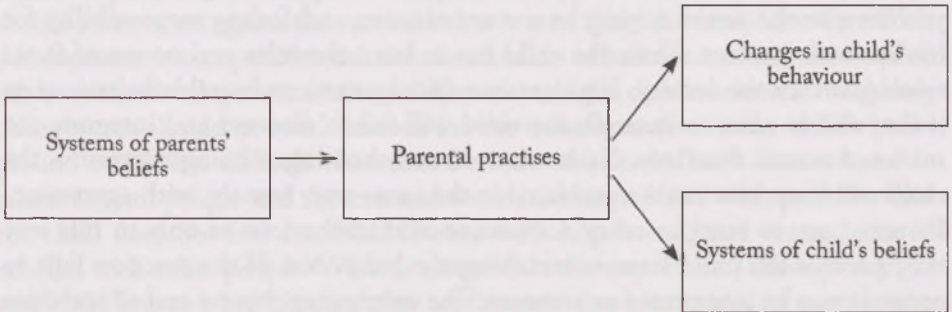 Systems of parents
beliefs
Parental practises
Changes in child's
behaviour
Systems of child's beliefs